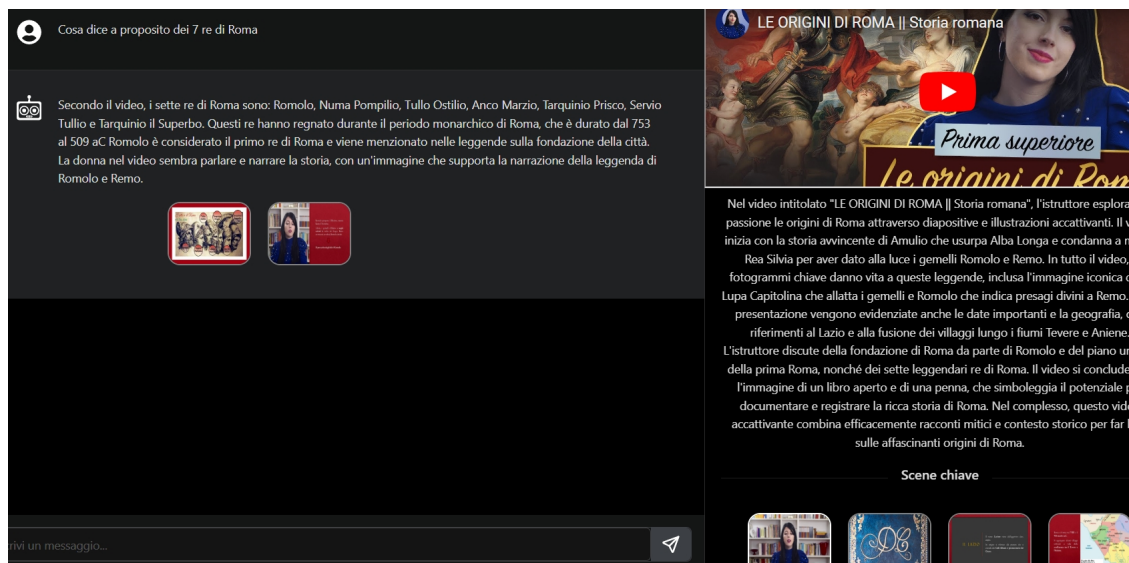 Cosa dice a proposito dei 7 re di Roma
Secondo il video, i sette re di Roma sono: Romolo, Numa Pompilio, Tullo Ostilio, Anco Marzio, Tarquinio Prisco, Servio
Tullio e Tarquinio il Superbo. Questi re hanno regnato durante il periodo monarchico di Roma, che è durato dal 753
al 509 aC Romolo è considerato il primo re di Roma e viene menzionato nelle leggende sulla fondazione della città.
La donna nel video sembra parlare e narrare la storia, con un'immagine che supporta la narrazione della leggenda di
Romolo e Remo.
rivi un messaggio...
LE ORIGINI DI ROMA || Storia romana
Prima superiore
Le origini di Rom
Nel video intitolato "LE ORIGINI DI ROMA || Storia romana", l'istruttore esplora
passione le origini di Roma attraverso diapositive e illustrazioni accattivanti. Il v
inizia con la storia avvincente di Amulio che usurpa Alba Longa e condanna a m
Rea Silvia per aver dato alla luce i gemelli Romolo e Remo. In tutto il video,
fotogrammi chiave danno vita a queste leggende, inclusa l'immagine iconica d
Lupa Capitolina che allatta i gemelli e Romolo che indica presagi divini a Remo.
presentazione vengono evidenziate anche le date importanti e la geografia, c
riferimenti al Lazio e alla fusione dei villaggi lungo i fiumi Tevere e Aniene.
L'istruttore discute della fondazione di Roma da parte di Romolo e del piano ur
della prima Roma, nonché dei sette leggendari re di Roma. Il video si conclude
l'immagine di un libro aperto e di una penna, che simboleggia il potenziale p
documentare e registrare la ricca storia di Roma. Nel complesso, questo vide
accattivante combina efficacemente racconti mitici e contesto storico per far l
sulle affascinanti origini di Roma.
Scene chiave